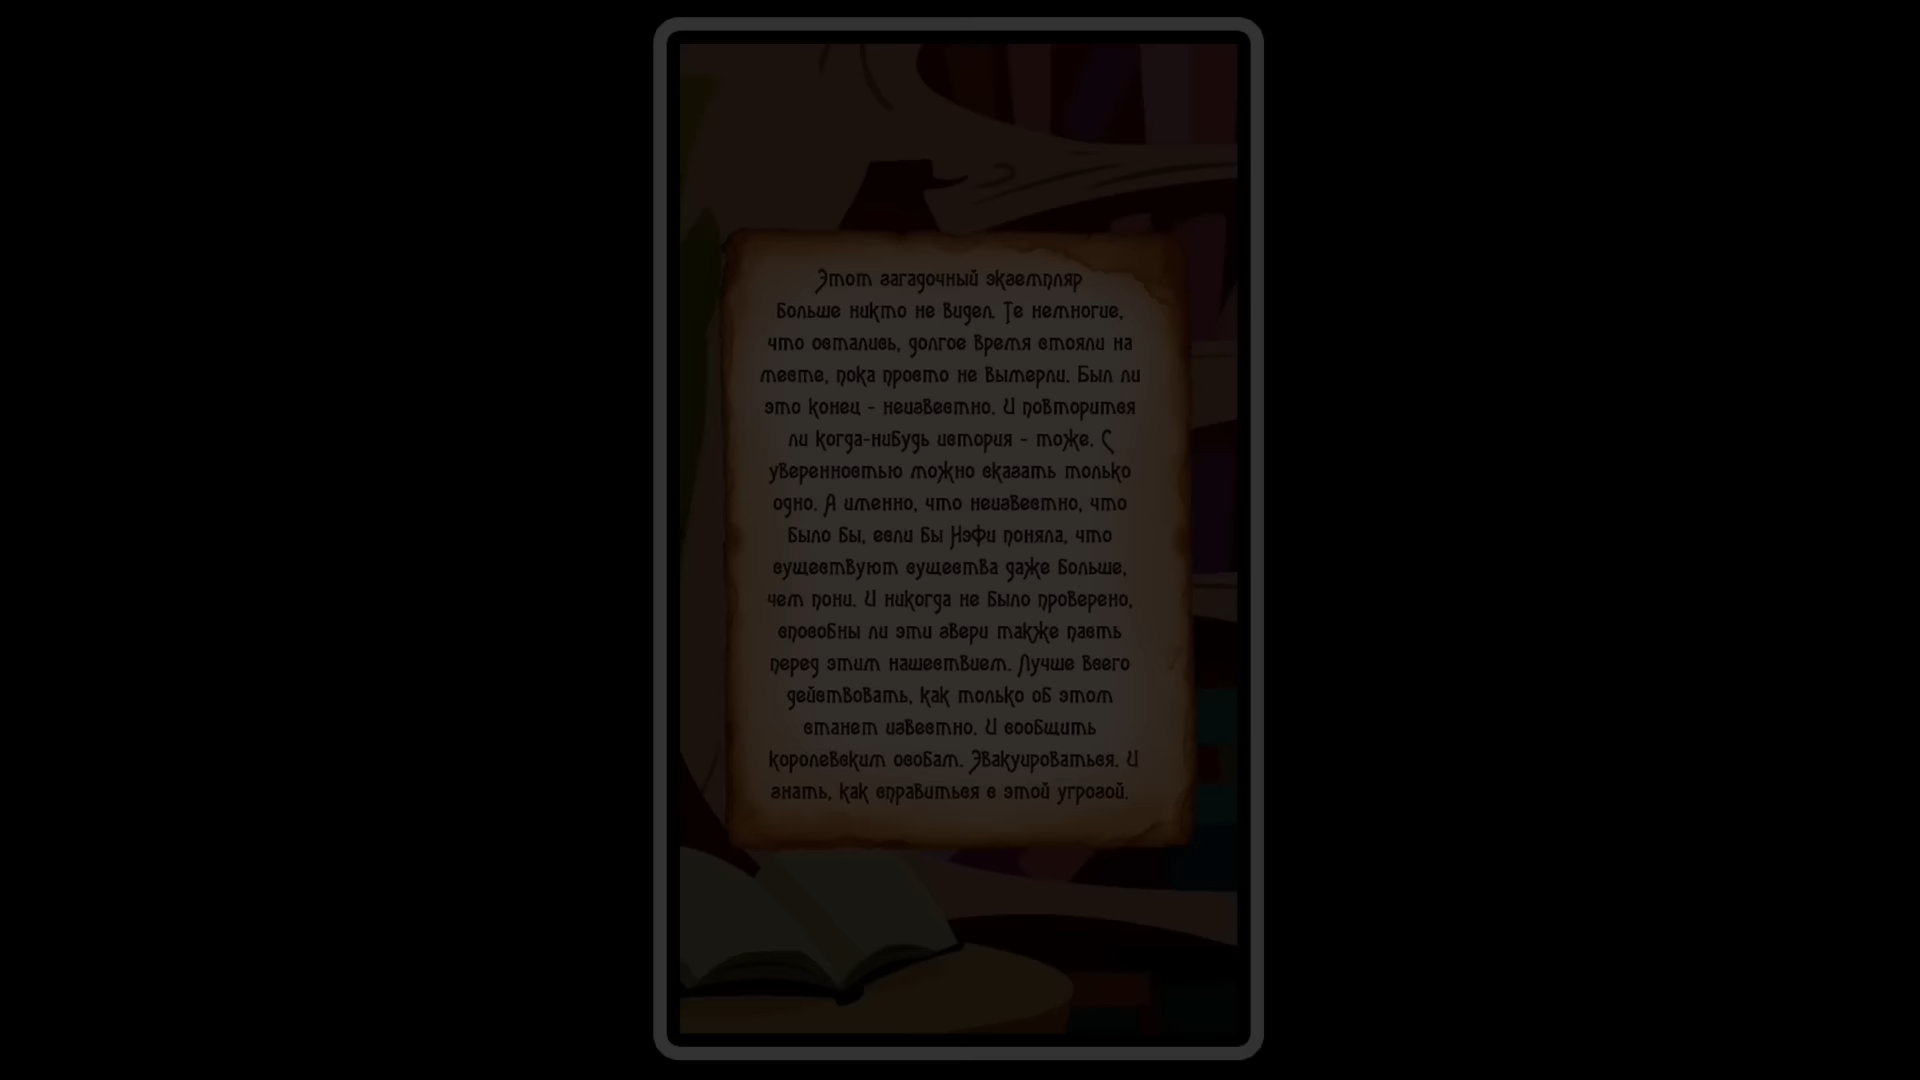 Этот загадочный экземпляр
больше никто не видел. Те немногие,
что остались, долгое время стояли на
месте, пока просто не вымерли. Был ли
это конец - неизвестно. И повторится
ли когда-нибудь история - тоже. С
уверенностью можно сказать только
одно. А именно, что неизвестно, что
было бы, если бы Нэфи поняла, что
существуют существа даже больше,
чем пони. И никогда не было проверено,
способны ли эти звери также пасть
перед этим нашествием. Лучше всего
действовать, как только об этом
станет известно. И сообщить
королевским особам. Эвакуироваться. И
знать, как справиться с этой угрозой.